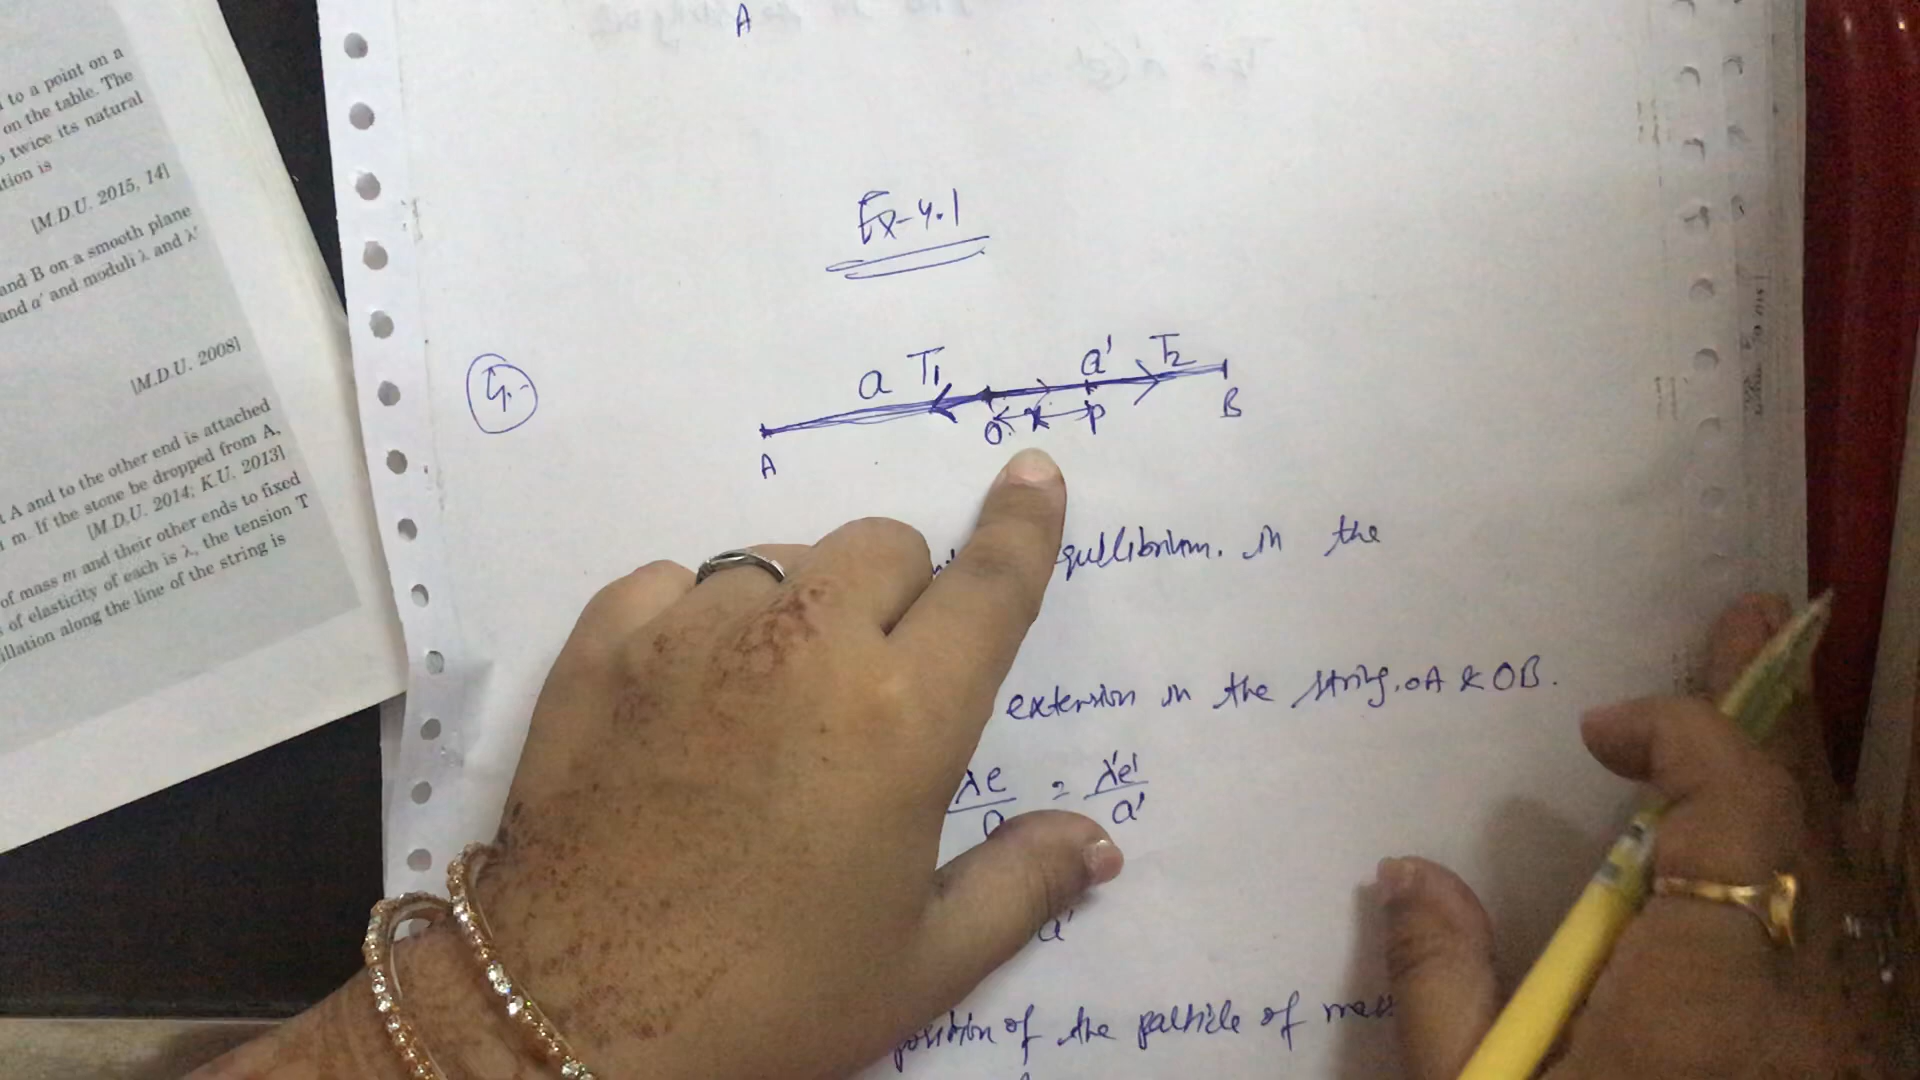 to a point on a
on the table. The
twice its natural
tion is
[M.D.U. 2015, 14]
and B on a smooth plane
and a' and moduli λ and λ'
[M.D.U. 2008]
A and to the other end is attached
m. If the stone be dropped from A,
[M.D.U. 2014; K.U. 2013]
of mass m and their other ends to fixed
of elasticity of each is λ, the tension T
illation along the line of the string is
A
Ex-4.1
a T1 a' T2
O x P B
A
equilibrium. in the
extension in the string. OA & OB.
λe = λ'e'
a'
a'
position of the particle of mass